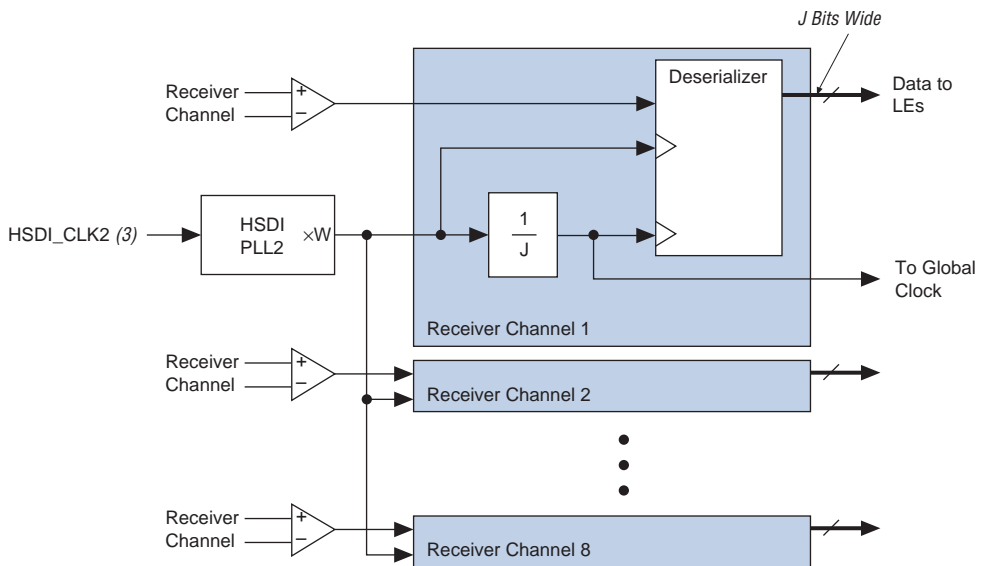 J Bits Wide
Deserializer
Receiver
Channel
+
−
Data to
LEs
HSDI_CLK2 (3)
HSDI
PLL2
×W
1
J
To Global
Clock
Receiver Channel 1
Receiver
Channel
+
−
Receiver Channel 2
Receiver
Channel
+
−
Receiver Channel 8